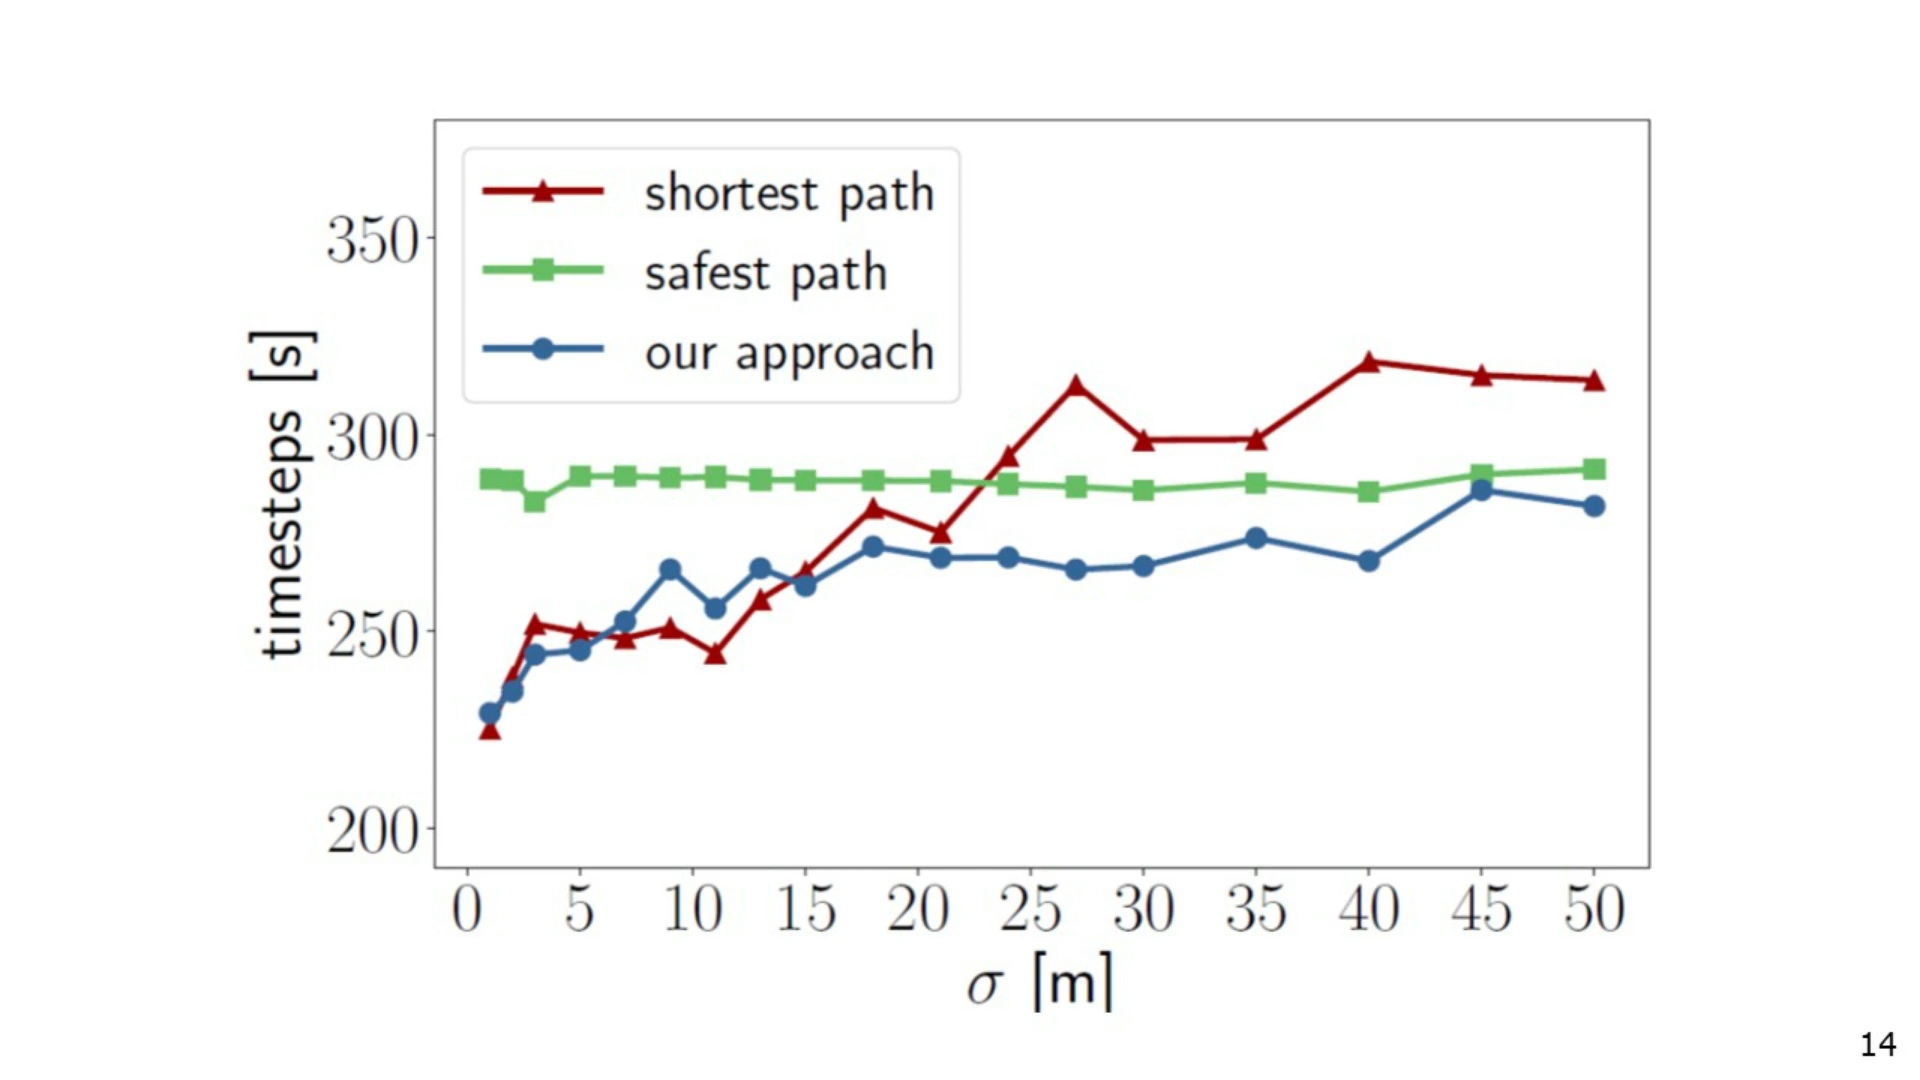 shortest path
safest path
our approach
350
300
250
200
timesteps [s]
0 5 10 15 20 25 30 35 40 45 50
σ [m]
14